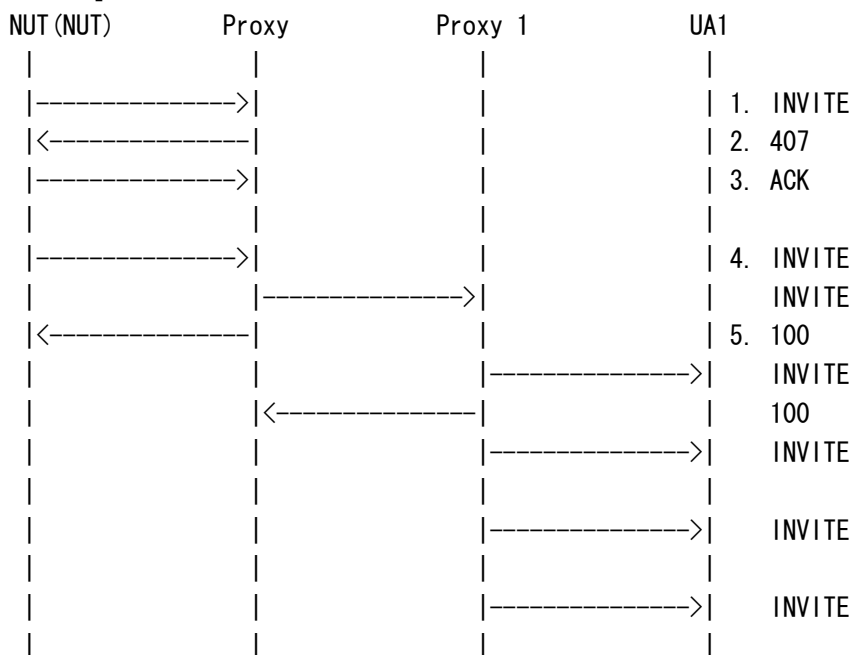 NUT(NUT) Proxy Proxy 1 UA1
| | | |
|--------------->| | | 1. INVITE
|<---------------| | | 2. 407
|--------------->| | | 3. ACK
| | | |
|--------------->| | | 4. INVITE
| |--------------->| | INVITE
|<---------------| | | 5. 100
| | |--------------->| INVITE
| |<---------------| | 100
| | |--------------->| INVITE
| | | |
| | |--------------->| INVITE
| | | |
| | |--------------->| INVITE
| | | |